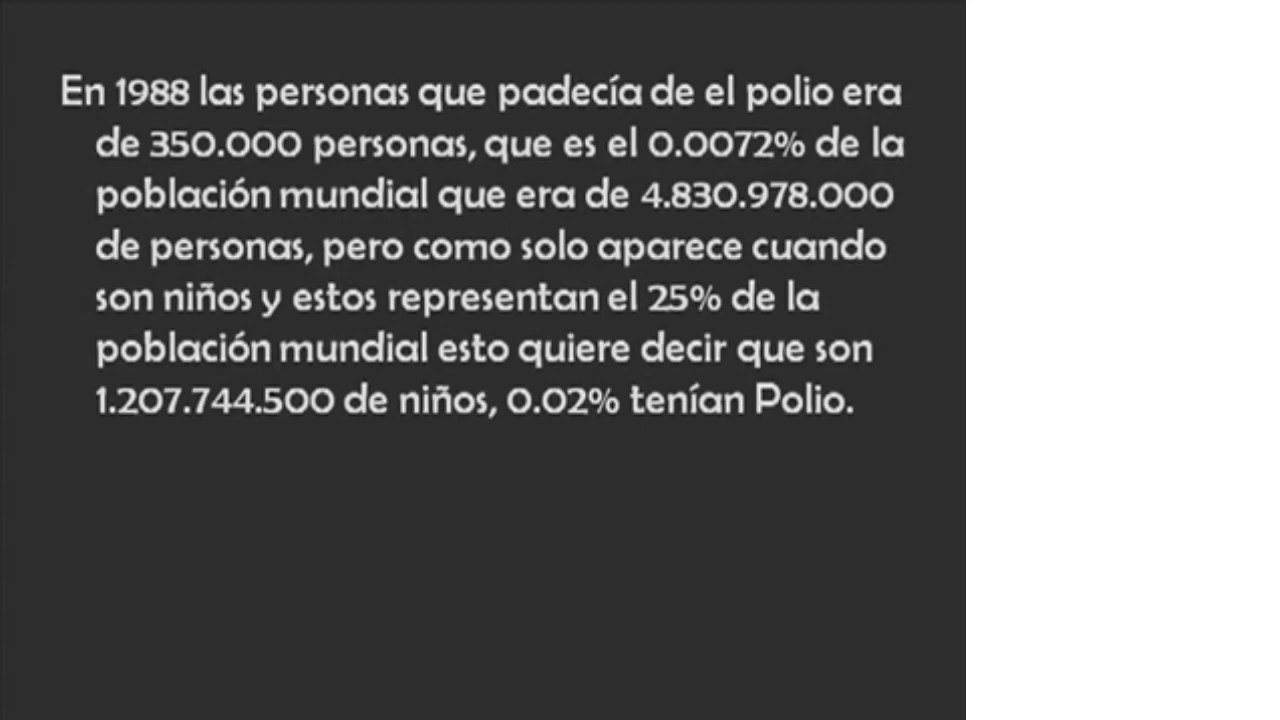 En 1988 las personas que padecía de el polio era
de 350.000 personas, que es el 0.0072% de la
población mundial que era de 4.830.978.000
de personas, pero como solo aparece cuando
son niños y estos representan el 25% de la
población mundial esto quiere decir que son
1.207.744.500 de niños, 0.02% tenían Polio.